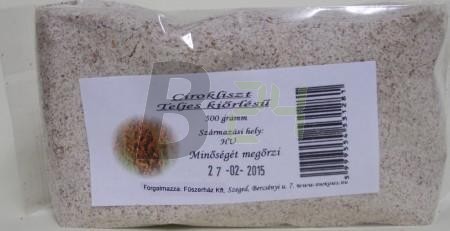 Cirokliszt
Teljes kiőrlésű
500 gramm
Származási hely:
HU
Minőségét megőrzi
27-02-2015
Forgalmazza: Fűszerház Kft, Szeged, Bercsényi u. 7.